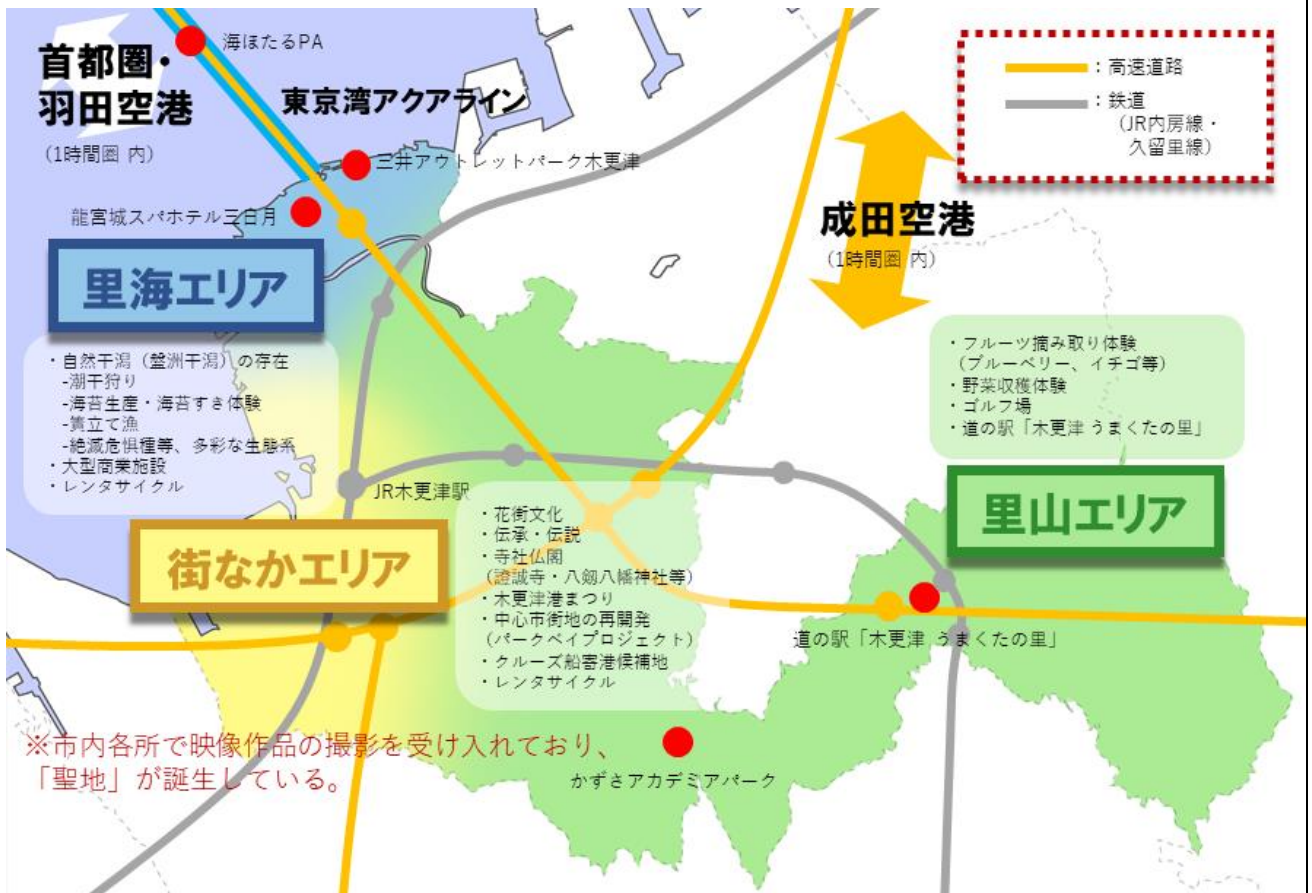 海ほたるPA
首都圏・
羽田空港
(1時間圏 内)
東京湾アクアライン
三井アウトレットパーク木更津
龍宮城スパホテル三日月
：高速道路
：鉄道
(JR内房線・
久留里線)
成田空港
(1時間圏 内)
里海エリア
・自然干潟（盤洲干潟）の存在
-潮干狩り
-海苔生産・海苔すき体験
-簀立て漁
-絶滅危惧種等、多彩な生態系
・大型商業施設
・レンタサイクル
・フルーツ摘み取り体験
（ブルーベリー、イチゴ等）
・野菜収穫体験
・ゴルフ場
・道の駅「木更津 うまくたの里」
里山エリア
JR木更津駅
街なかエリア
・花街文化
・伝承・伝説
・寺社仏閣
（證誠寺・八剱八幡神社等）
・木更津港まつり
・中心市街地の再開発
（パークベイプロジェクト）
・クルーズ船寄港候補地
・レンタサイクル
道の駅「木更津 うまくたの里」
※市内各所で映像作品の撮影を受け入れており、
「聖地」が誕生している。
かずさアカデミアパーク